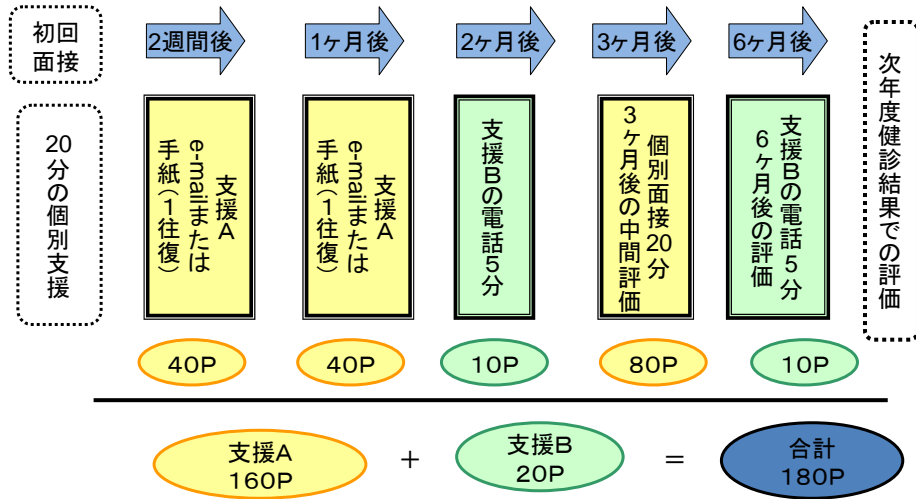 初回
面接
2週間後
1ヶ月後
2ヶ月後
3ヶ月後
6ヶ月後
20分の個別支援
支援A
e-mailまたは
手紙(1往復)
支援A
e-mailまたは
手紙(1往復)
支援Bの電話5分
個別面接20分
3ヶ月後の中間評価
支援Bの電話5分
6ヶ月後の評価
次年度健診結果での評価
40P
40P
10P
80P
10P
支援A
160P
+
支援B
20P
=
合計
180P